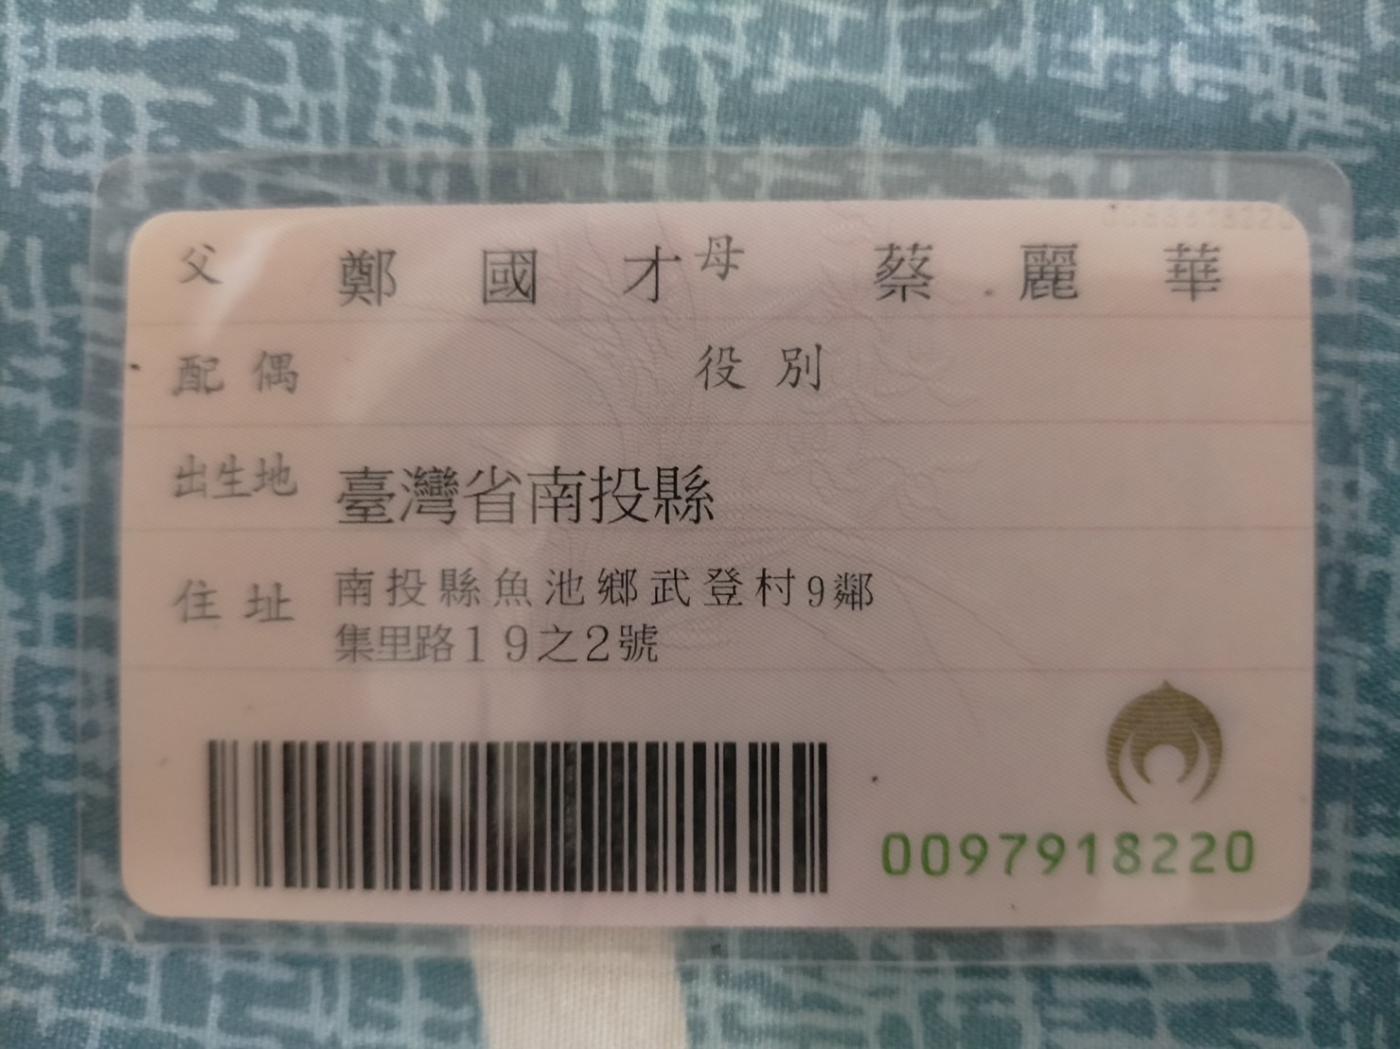 父 鄭國才 母 蔡麗華
配偶 役別
出生地 臺灣省南投縣
住址 南投縣魚池鄉武登村9鄰
集里路19之2號
0097918220